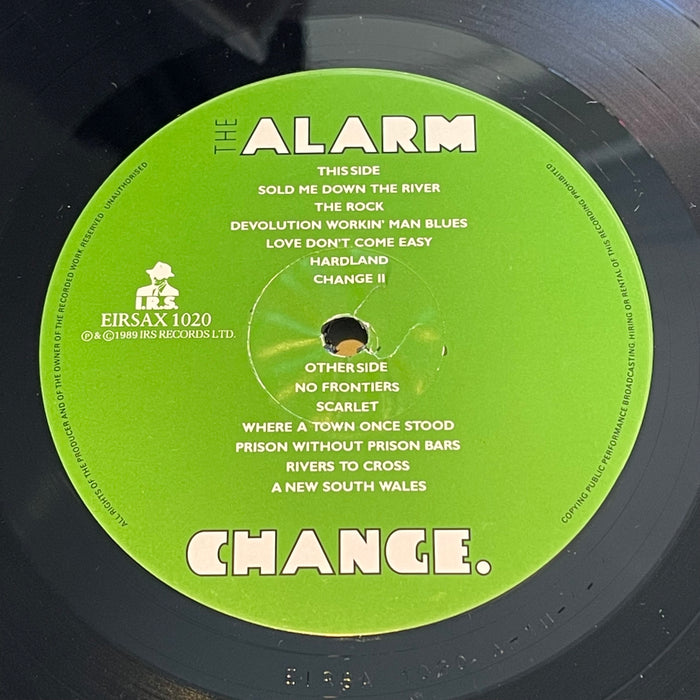 THE ALARM
THIS SIDE
SOLD ME DOWN THE RIVER
THE ROCK
DEVOLUTION WORKIN' MAN BLUES
LOVE DON'T COME EASY
HARDLAND
CHANGE II
I.R.S.
EIRSAX 1020
Ⓟ & Ⓒ 1989 IRS RECORDS LTD.
OTHERSIDE
NO FRONTIERS
SCARLET
WHERE A TOWN ONCE STOOD
PRISON WITHOUT PRISON BARS
RIVERS TO CROSS
A NEW SOUTH WALES
CHANGE.
ALL RIGHTS OF THE PRODUCER AND OF THE OWNER OF THE RECORDED WORK RESERVED UNAUTHORISED
COPYING PUBLIC PERFORMANCE BROADCASTING, HIRING OR RENTAL OF THIS RECORDING PROHIBITED.